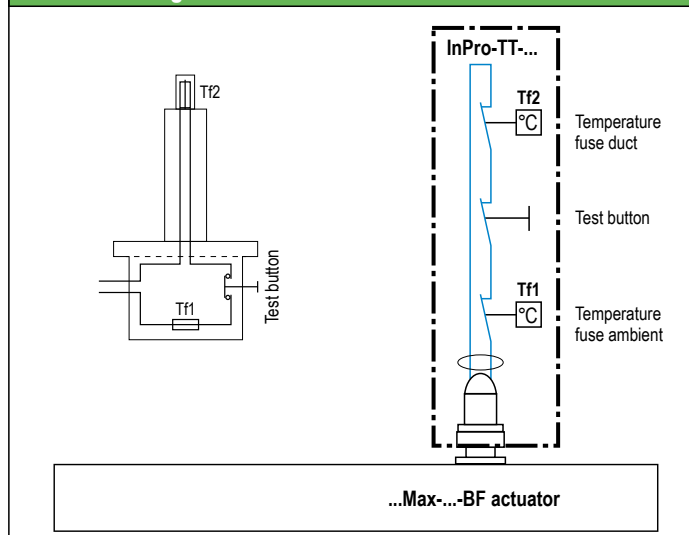 InPro-TT-...
Tf2
Tf2
°C
Temperature
fuse duct
Test button
Test button
Tf1
Tf1
°C
Temperature
fuse ambient
...Max-...-BF actuator